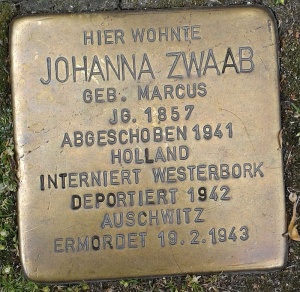 HIER WOHNTE
JOHANNA ZWAAB
GEB. MARCUS
JG. 1857
ABGESCHOBEN 1941
HOLLAND
INTERNIERT WESTERBORK
DEPORTIERT 1942
AUSCHWITZ
ERMORDET 19.2.1943